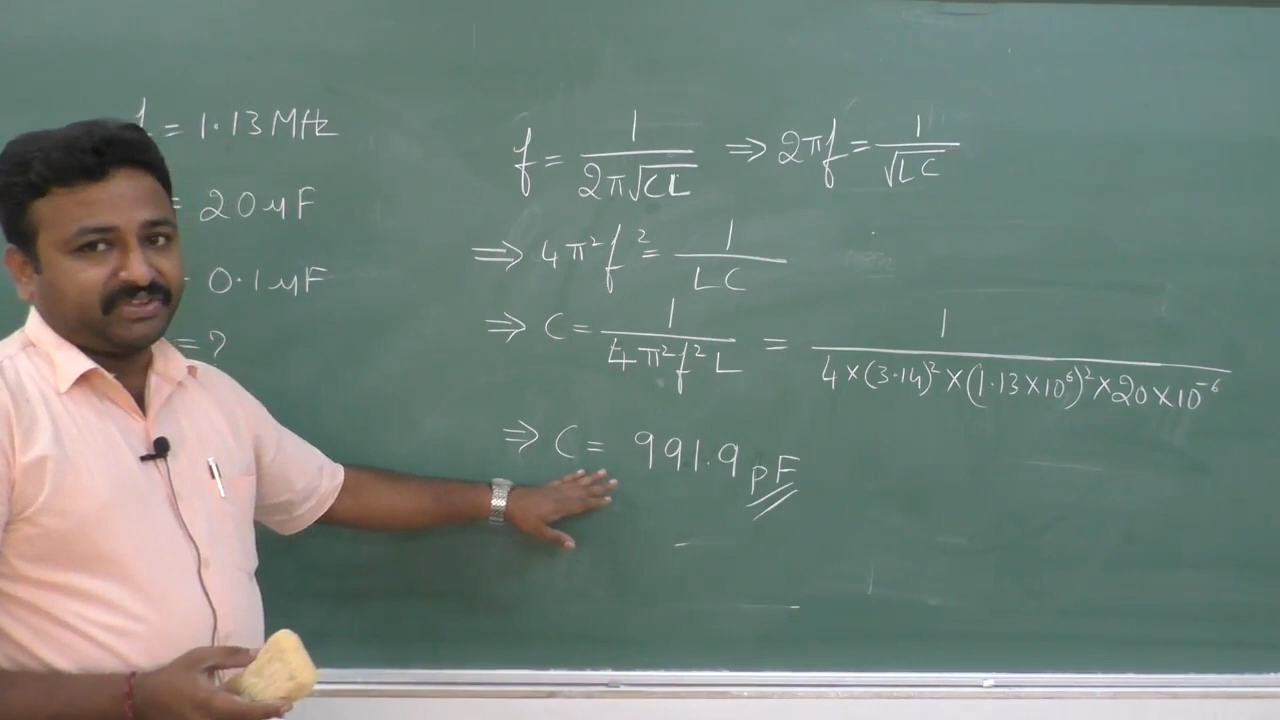 f = 1.13 MHz
= 20 μF
0.1 μF
= ?
f = 1 / 2π√CL ⇒ 2πf = 1 / √LC
⇒ 4π²f² = 1 / LC
⇒ C = 1 / 4π²f²L = 1 / 4×(3.14)²×(1.13×10⁶)²×20×10⁻⁶
⇒ C = 991.9 pF